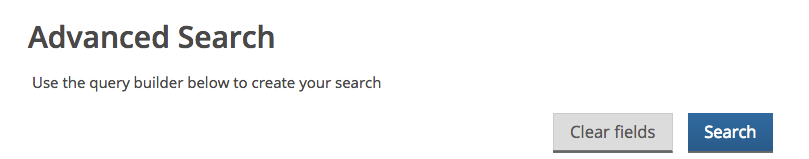 Advanced Search
Use the query builder below to create your search
Clear fields Search